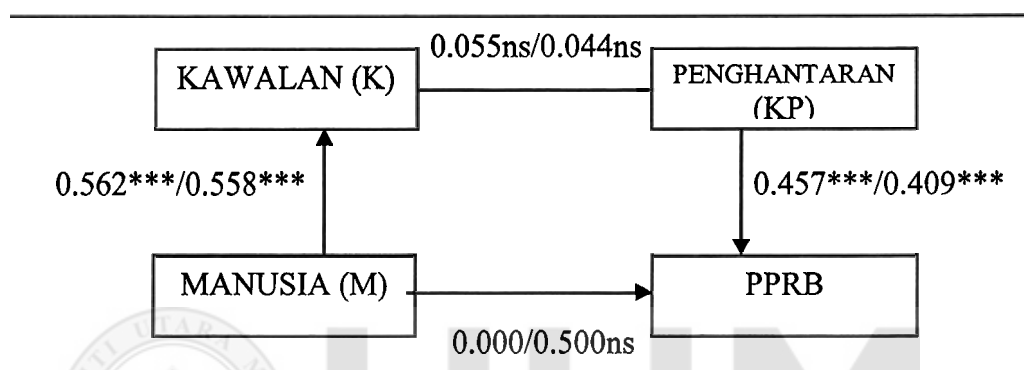 0.055ns/0.044ns
KAWALAN (K)
PENGHANTARAN
(KP)
0.562***/0.558***
0.457***/0.409***
MANUSIA (M)
PPRB
0.000/0.500ns
UTARA